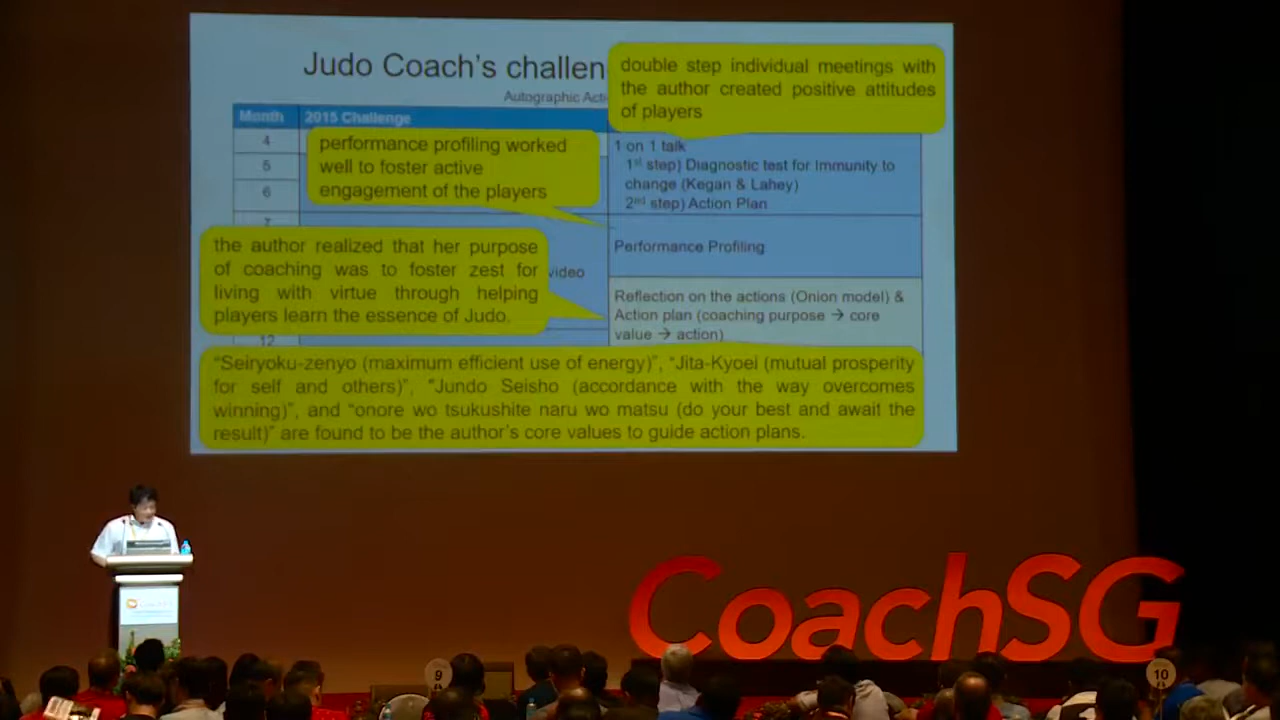 Judo Coach's challen
Autographic Acti
double step individual meetings with
the author created positive attitudes
of players
Month 2015 Challenge
4
performance profiling worked
well to foster active
engagement of the players
1 on 1 talk
5
1st step) Diagnostic test for Immunity to
change (Kegan & Lahey)
6
2nd step) Action Plan
7
the author realized that her purpose
of coaching was to foster zest for
living with virtue through helping
players learn the essence of Judo.
video
Performance Profiling
Reflection on the actions (Onion model) &
Action plan (coaching purpose → core
value → action)
12
"Seiryoku-zenyo (maximum efficient use of energy)", "Jita-Kyoei (mutual prosperity
for self and others)", "Jundo Seisho (accordance with the way overcomes
winning)", and "onore wo tsukushite naru wo matsu (do your best and await the
result)" are found to be the author's core values to guide action plans.
CoachSG
9
10